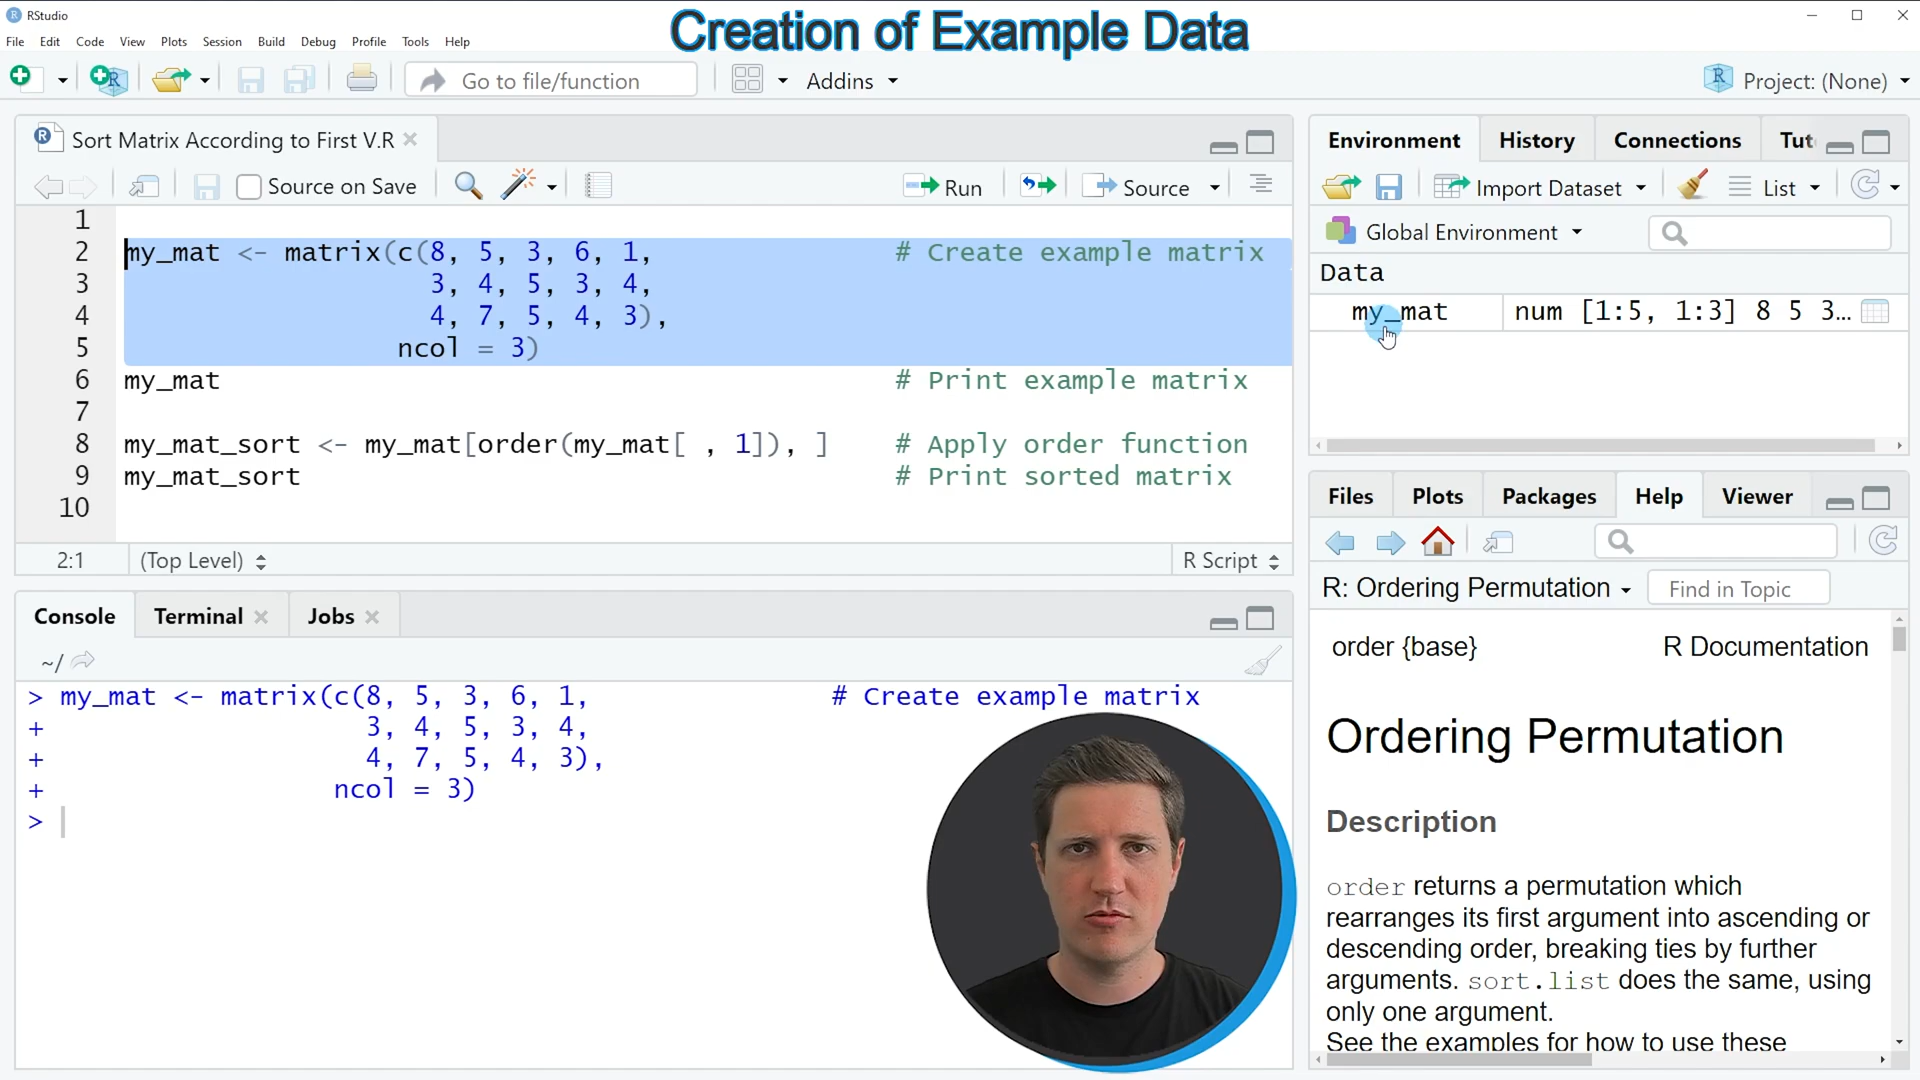 RStudio
Creation of Example Data
File Edit Code View Plots Session Build Debug Profile Tools Help
Go to file/function
Addins
Project: (None)
Sort Matrix According to First V.R
Source on Save
Run
Source
1
2 my_mat <- matrix(c(8, 5, 3, 6, 1, # Create example matrix
3 3, 4, 5, 3, 4,
4 4, 7, 5, 4, 3),
5 ncol = 3)
6 my_mat # Print example matrix
7
8 my_mat_sort <- my_mat[order(my_mat[ , 1]), ] # Apply order function
9 my_mat_sort # Print sorted matrix
10
2:1 (Top Level) R Script
Console Terminal Jobs
~/
> my_mat <- matrix(c(8, 5, 3, 6, 1, # Create example matrix
+ 3, 4, 5, 3, 4,
+ 4, 7, 5, 4, 3),
+ ncol = 3)
>
Environment History Connections Tut
Import Dataset List
Global Environment
Data
my_mat num [1:5, 1:3] 8 5 3...
Files Plots Packages Help Viewer
R: Ordering Permutation Find in Topic
order {base} R Documentation
Ordering Permutation
Description
order returns a permutation which
rearranges its first argument into ascending or
descending order, breaking ties by further
arguments. sort.list does the same, using
only one argument.
See the examples for how to use these